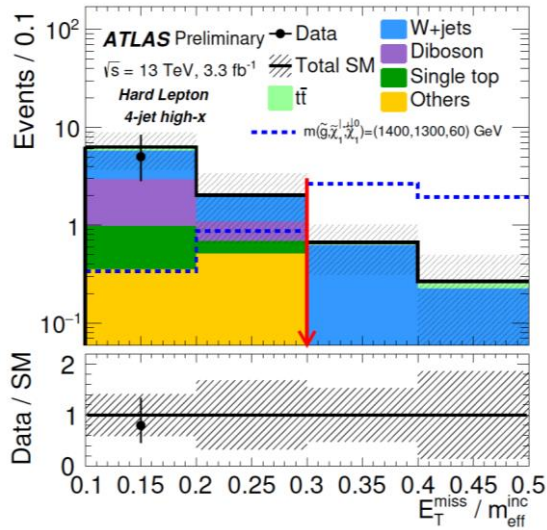 Events / 0.1
10²
10
1
10⁻¹
ATLAS Preliminary
√s = 13 TeV, 3.3 fb⁻¹
Hard Lepton
4-jet high-x
Data
Total SM
tt̄
W+jets
Diboson
Single top
Others
m(g̃,χ̃₁^±,χ̃₁⁰)=(1400,1300,60) GeV
Data / SM
2
1
0
0.1 0.15 0.2 0.25 0.3 0.35 0.4 0.45 0.5
E_T^miss / m_eff^inc